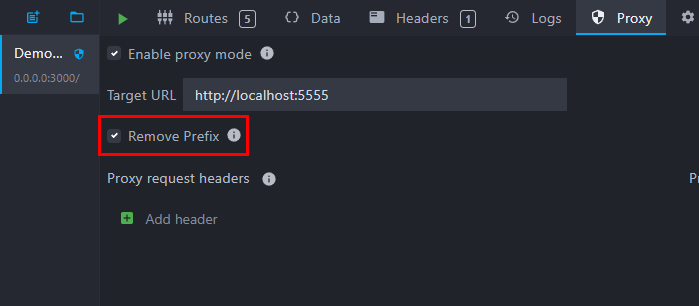 Routes 5 Data Headers 1 Logs Proxy
Demo...
0.0.0.0:3000/
Enable proxy mode
Target URL http://localhost:5555
Remove Prefix
Proxy request headers
Add header